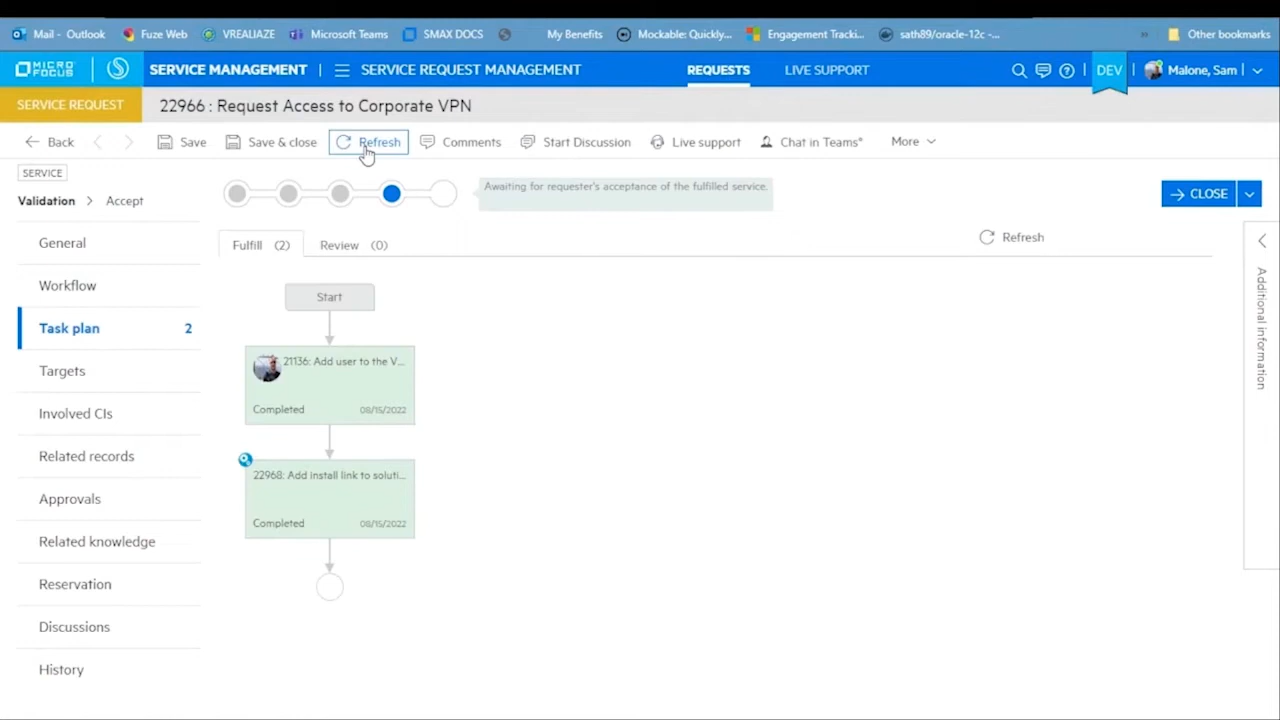 Mail - Outlook Fuze Web VREALIAZE Microsoft Teams SMAX DOCS My Benefits Mockable: Quickly... Engagement Tracki... sath89/oracle-12c -... » Other bookmarks
MICRO FOCUS SERVICE MANAGEMENT | SERVICE REQUEST MANAGEMENT REQUESTS LIVE SUPPORT DEV Malone, Sam
SERVICE REQUEST 22966 : Request Access to Corporate VPN
Back Save Save & close Refresh Comments Start Discussion Live support Chat in Teams* More
SERVICE
Validation > Accept
Awaiting for requester's acceptance of the fulfilled service.
CLOSE
General
Workflow
Task plan 2
Targets
Involved CIs
Related records
Approvals
Related knowledge
Reservation
Discussions
History
Fulfill (2) Review (0) Refresh
Start
21136: Add user to the V...
Completed 08/15/2022
22968: Add install link to soluti...
Completed 08/15/2022
Additional information